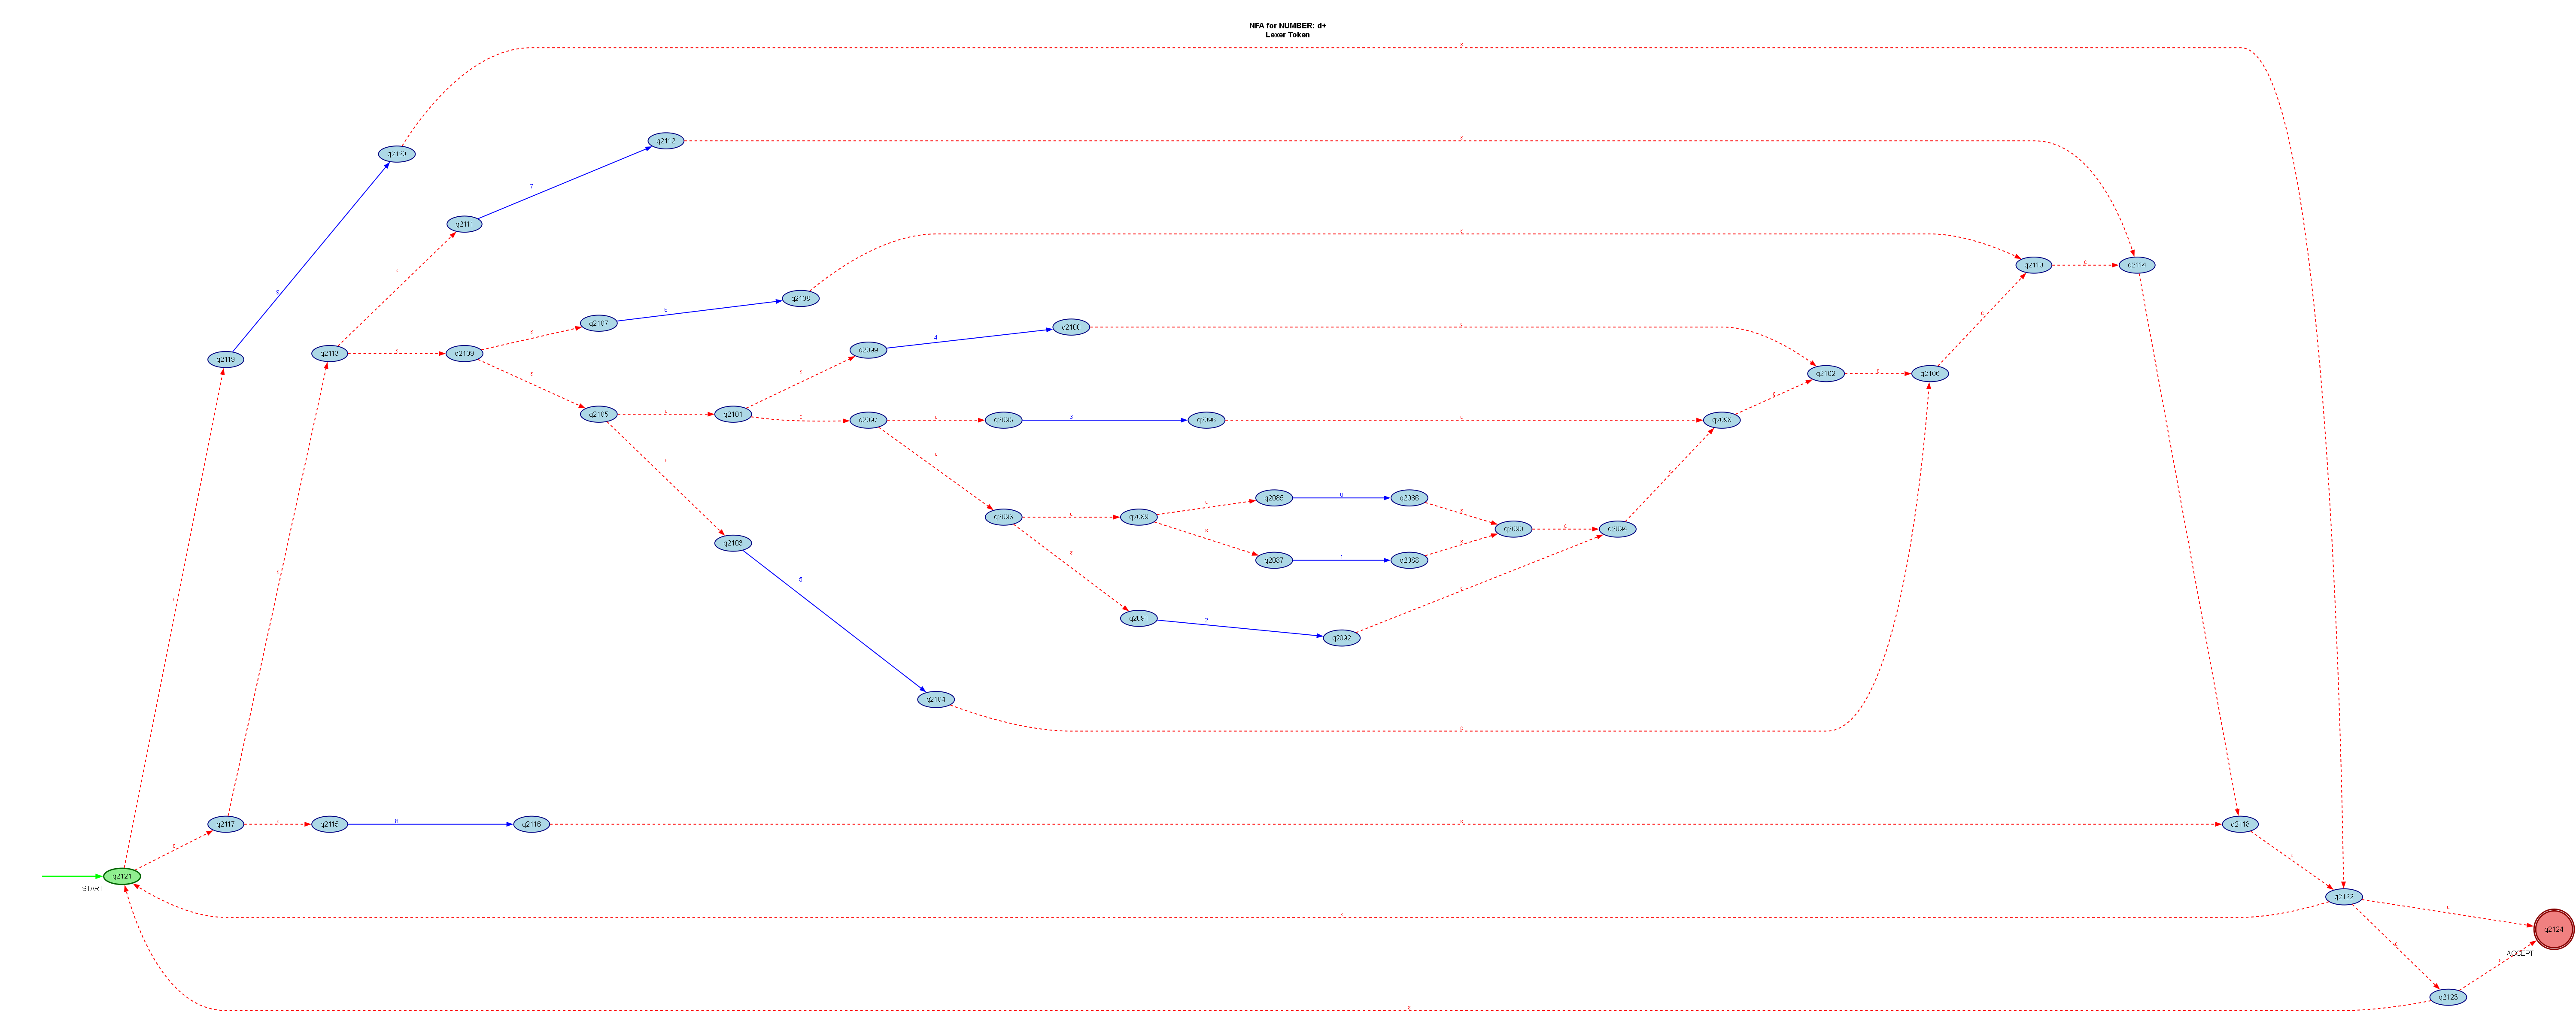 NFA for NUMBER: d+
Lexer Token
ε
ε
q2112
7
q2120
q2111
ε
ε
9
q2110
ε
q2114
q2108
6
q2107
ε
ε
q2100
ε
4
q2099
q2119
q2113
ε
q2109
ε
ε
q2102
ε
q2106
q2105
ε
q2101
ε
q2097
ε
q2095
3
q2096
ε
q2098
ε
ε
ε
ε
q2085
0
q2086
ε
q2093
ε
q2089
ε
q2090
ε
q2094
ε
q2103
q2087
1
q2088
ε
ε
ε
5
ε
ε
q2091
2
q2092
q2104
ε
q2117
ε
q2115
8
q2116
ε
q2118
ε
q2121
START
ε
q2122
ε
ε
q2124
ε
ACCEPT
ε
q2123
ε